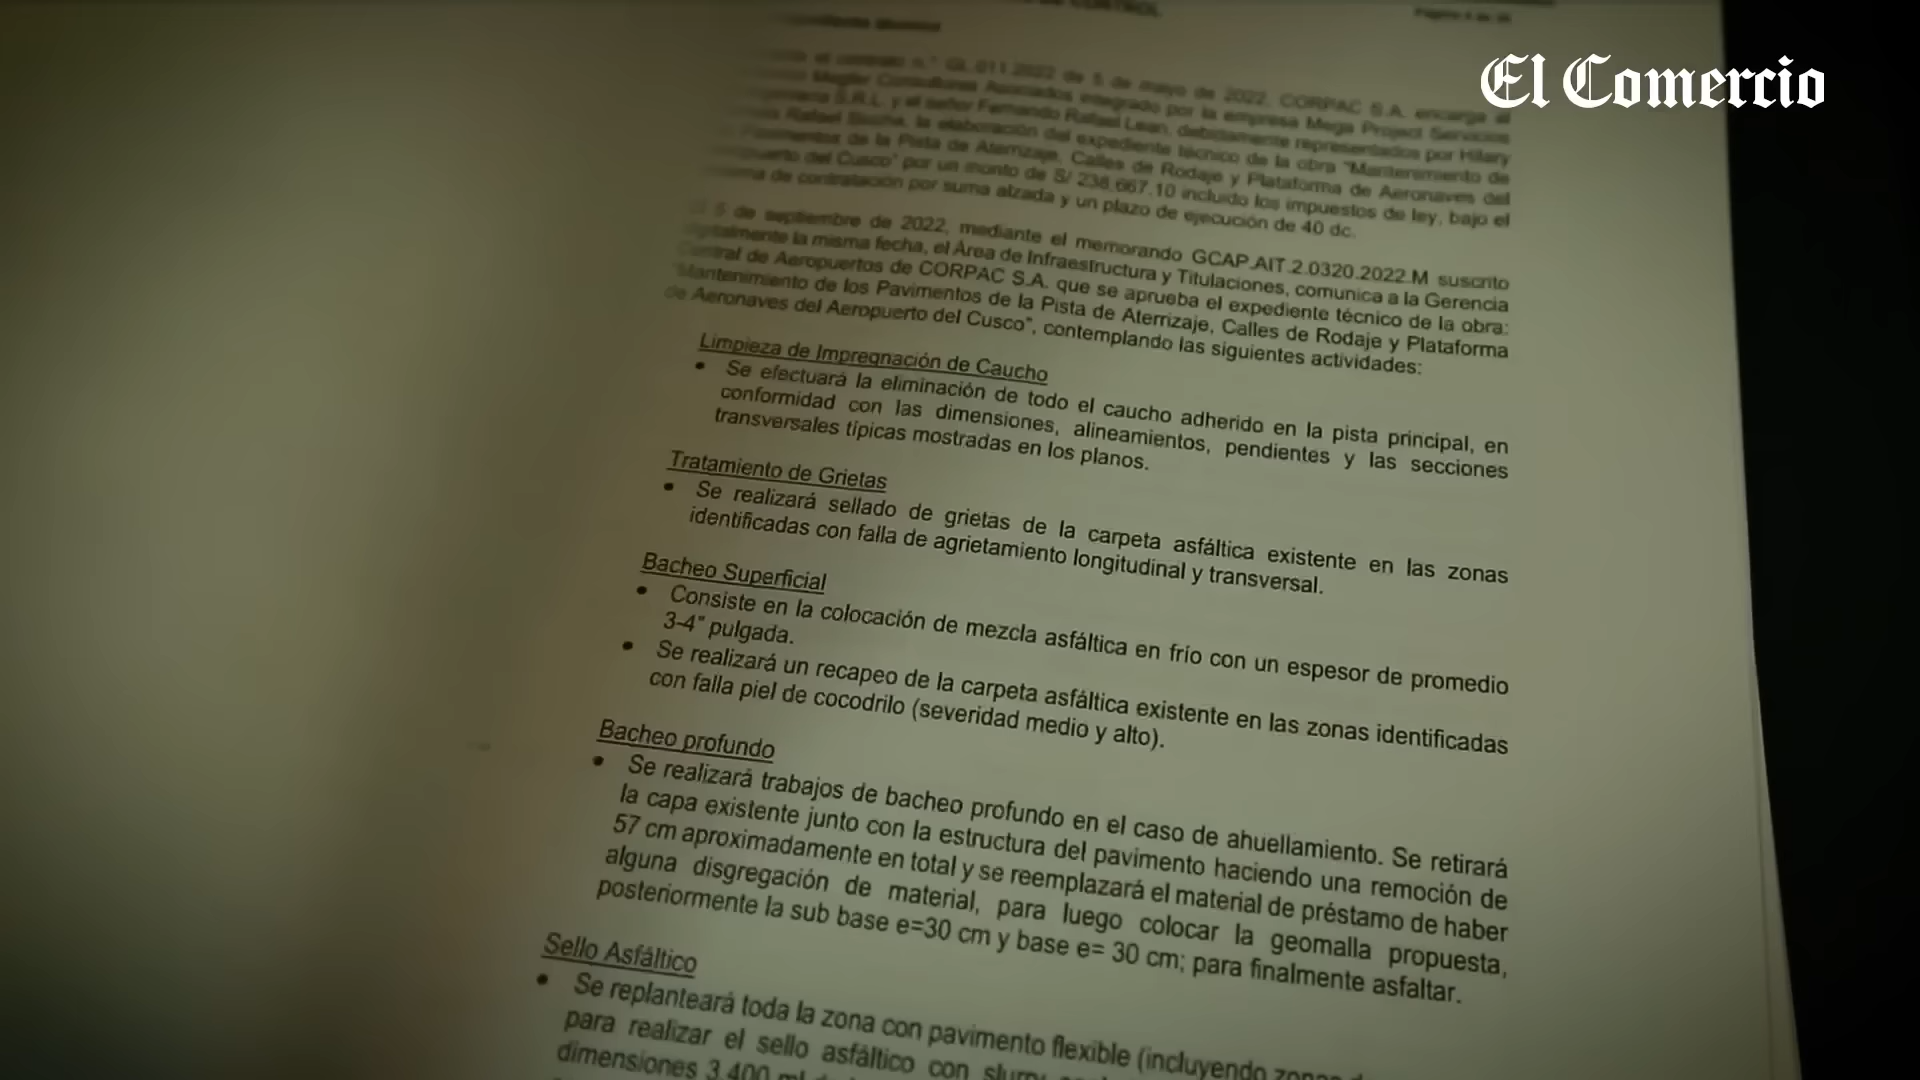 El Comercio
CONTROL
Página 4 de
el contrato n.° GL.011.2022 de 5 de mayo de 2022, CORPAC S.A. encarga al
Consultores Asociados integrado por la empresa Mega Project Servicios
S.R.L. y el señor Fernando Rafael Lean, debidamente representados por Hilary
Rafael la elaboración del expediente técnico de la obra "Mantenimiento de
Pavimentos de la Pista de Aterrizaje, Calles de Rodaje y Plataforma de Aeronaves del
del Cusco" por un monto de S/ 238,667.10 incluido los impuestos de ley, bajo el
de contratación por suma alzada y un plazo de ejecución de 40 dc.
5 de septiembre de 2022, mediante el memorando GCAP.AIT.2.0320.2022.M suscrito
digitalmente la misma fecha, el Área de Infraestructura y Titulaciones, comunica a la Gerencia
Central de Aeropuertos de CORPAC S.A. que se aprueba el expediente técnico de la obra:
"Mantenimiento de los Pavimentos de la Pista de Aterrizaje, Calles de Rodaje y Plataforma
de Aeronaves del Aeropuerto del Cusco", contemplando las siguientes actividades:
Limpieza de Impregnación de Caucho
• Se efectuará la eliminación de todo el caucho adherido en la pista principal, en
conformidad con las dimensiones, alineamientos, pendientes y las secciones
transversales típicas mostradas en los planos.
Tratamiento de Grietas
• Se realizará sellado de grietas de la carpeta asfáltica existente en las zonas
identificadas con falla de agrietamiento longitudinal y transversal.
Bacheo Superficial
• Consiste en la colocación de mezcla asfáltica en frío con un espesor de promedio
3-4" pulgada.
• Se realizará un recapeo de la carpeta asfáltica existente en las zonas identificadas
con falla piel de cocodrilo (severidad medio y alto).
Bacheo profundo
• Se realizará trabajos de bacheo profundo en el caso de ahuellamiento. Se retirará
la capa existente junto con la estructura del pavimento haciendo una remoción de
57 cm aproximadamente en total y se reemplazará el material de préstamo de haber
alguna disgregación de material, para luego colocar la geomalla propuesta,
posteriormente la sub base e=30 cm y base e= 30 cm; para finalmente asfaltar.
Sello Asfáltico
• Se replanteará toda la zona con pavimento flexible (incluyendo zonas
para realizar el sello asfáltico con slurry
dimensiones 3,400 ml